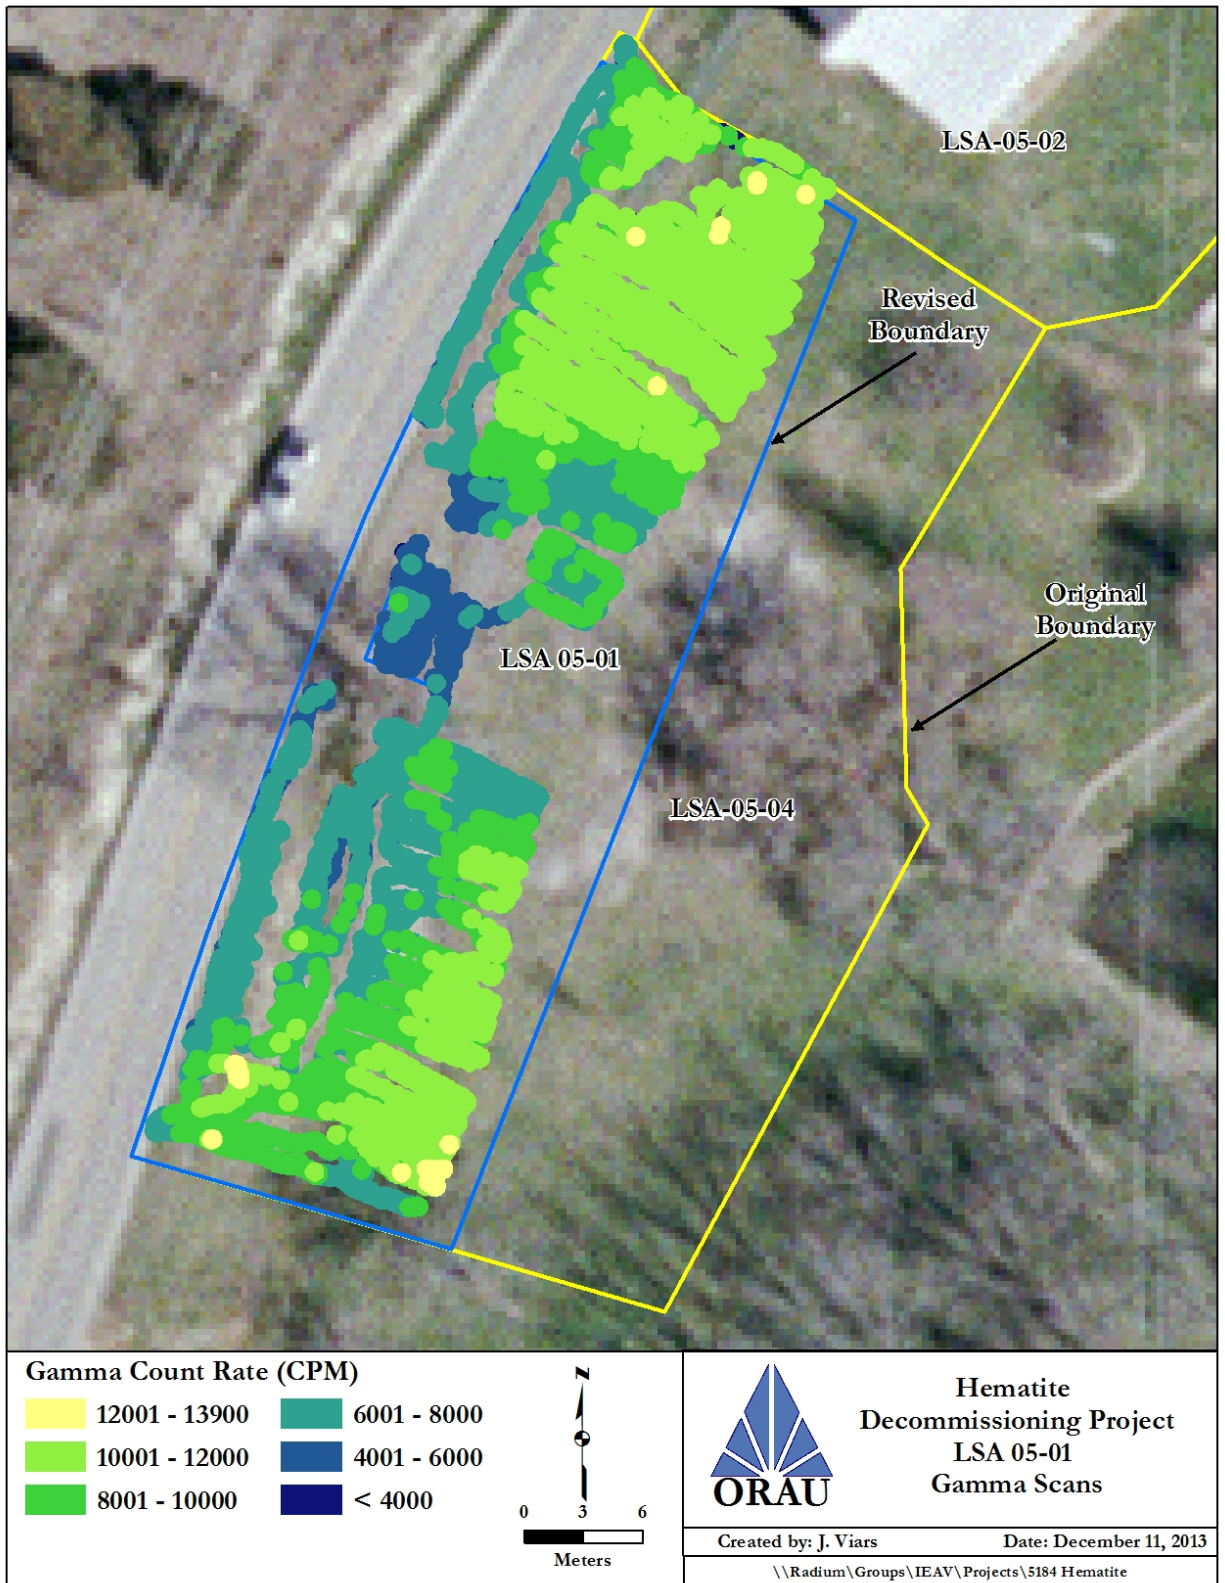 LSA-05-02
Revised
Boundary
Original
Boundary
LSA 05-01
LSA-05-04
Gamma Count Rate (CPM)
12001 - 13900
10001 - 12000
8001 - 10000
6001 - 8000
4001 - 6000
< 4000
N
0 3 6
Meters
ORAU
Hematite
Decommissioning Project
LSA 05-01
Gamma Scans
Created by: J. Viars
Date: December 11, 2013
\\Radium\Groups\IEAV\Projects\5184 Hematite